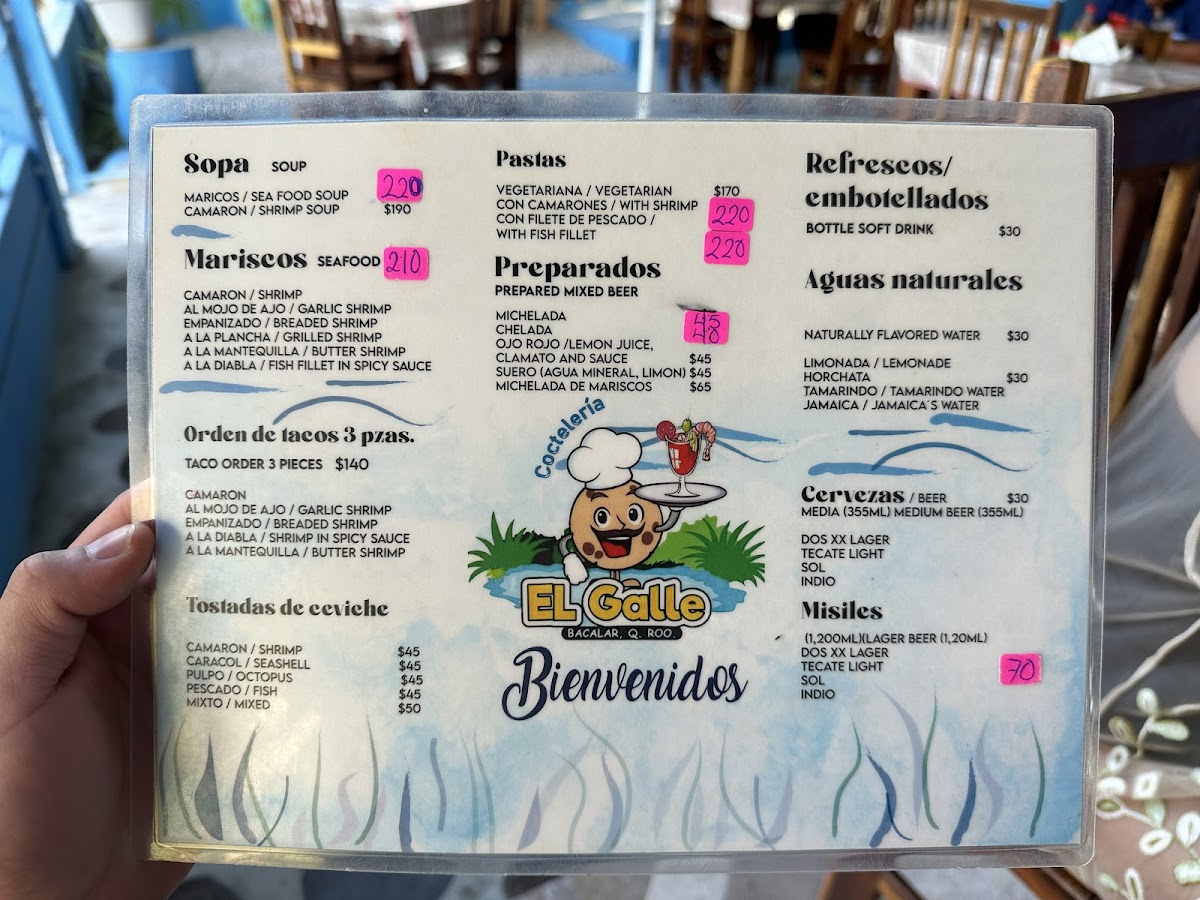 Sopa SOUP
MARICOS / SEA FOOD SOUP 220
CAMARON / SHRIMP SOUP $190
Mariscos SEAFOOD 210
CAMARON / SHRIMP
AL MOJO DE AJO / GARLIC SHRIMP
EMPANIZADO / BREADED SHRIMP
A LA PLANCHA / GRILLED SHRIMP
A LA MANTEQUILLA / BUTTER SHRIMP
A LA DIABLA / FISH FILLET IN SPICY SAUCE
Orden de tacos 3 pzas.
TACO ORDER 3 PIECES $140
CAMARON
AL MOJO DE AJO / GARLIC SHRIMP
EMPANIZADO / BREADED SHRIMP
A LA DIABLA / SHRIMP IN SPICY SAUCE
A LA MANTEQUILLA / BUTTER SHRIMP
Tostadas de ceviche
CAMARON / SHRIMP $45
CARACOL / SEASHELL $45
PULPO / OCTOPUS $45
PESCADO / FISH $45
MIXTO / MIXED $50
Pastas
VEGETARIANA / VEGETARIAN $170
CON CAMARONES / WITH SHRIMP 220
CON FILETE DE PESCADO /
WITH FISH FILLET 220
Preparados
PREPARED MIXED BEER
MICHELADA 45
CHELADA 40
OJO ROJO /LEMON JUICE,
CLAMATO AND SAUCE $45
SUERO (AGUA MINERAL, LIMON) $45
MICHELADA DE MARISCOS $65
Coctelería
EL Galle
BACALAR, Q. ROO.
Bienvenidos
Refrescos/
embotellados
BOTTLE SOFT DRINK $30
Aguas naturales
NATURALLY FLAVORED WATER $30
LIMONADA / LEMONADE
HORCHATA $30
TAMARINDO / TAMARINDO WATER
JAMAICA / JAMAICA´S WATER
Cervezas / BEER $30
MEDIA (355ML) MEDIUM BEER (355ML)
DOS XX LAGER
TECATE LIGHT
SOL
INDIO
Misiles
(1,200ML)(LAGER BEER (1,20ML)
DOS XX LAGER
TECATE LIGHT 70
SOL
INDIO